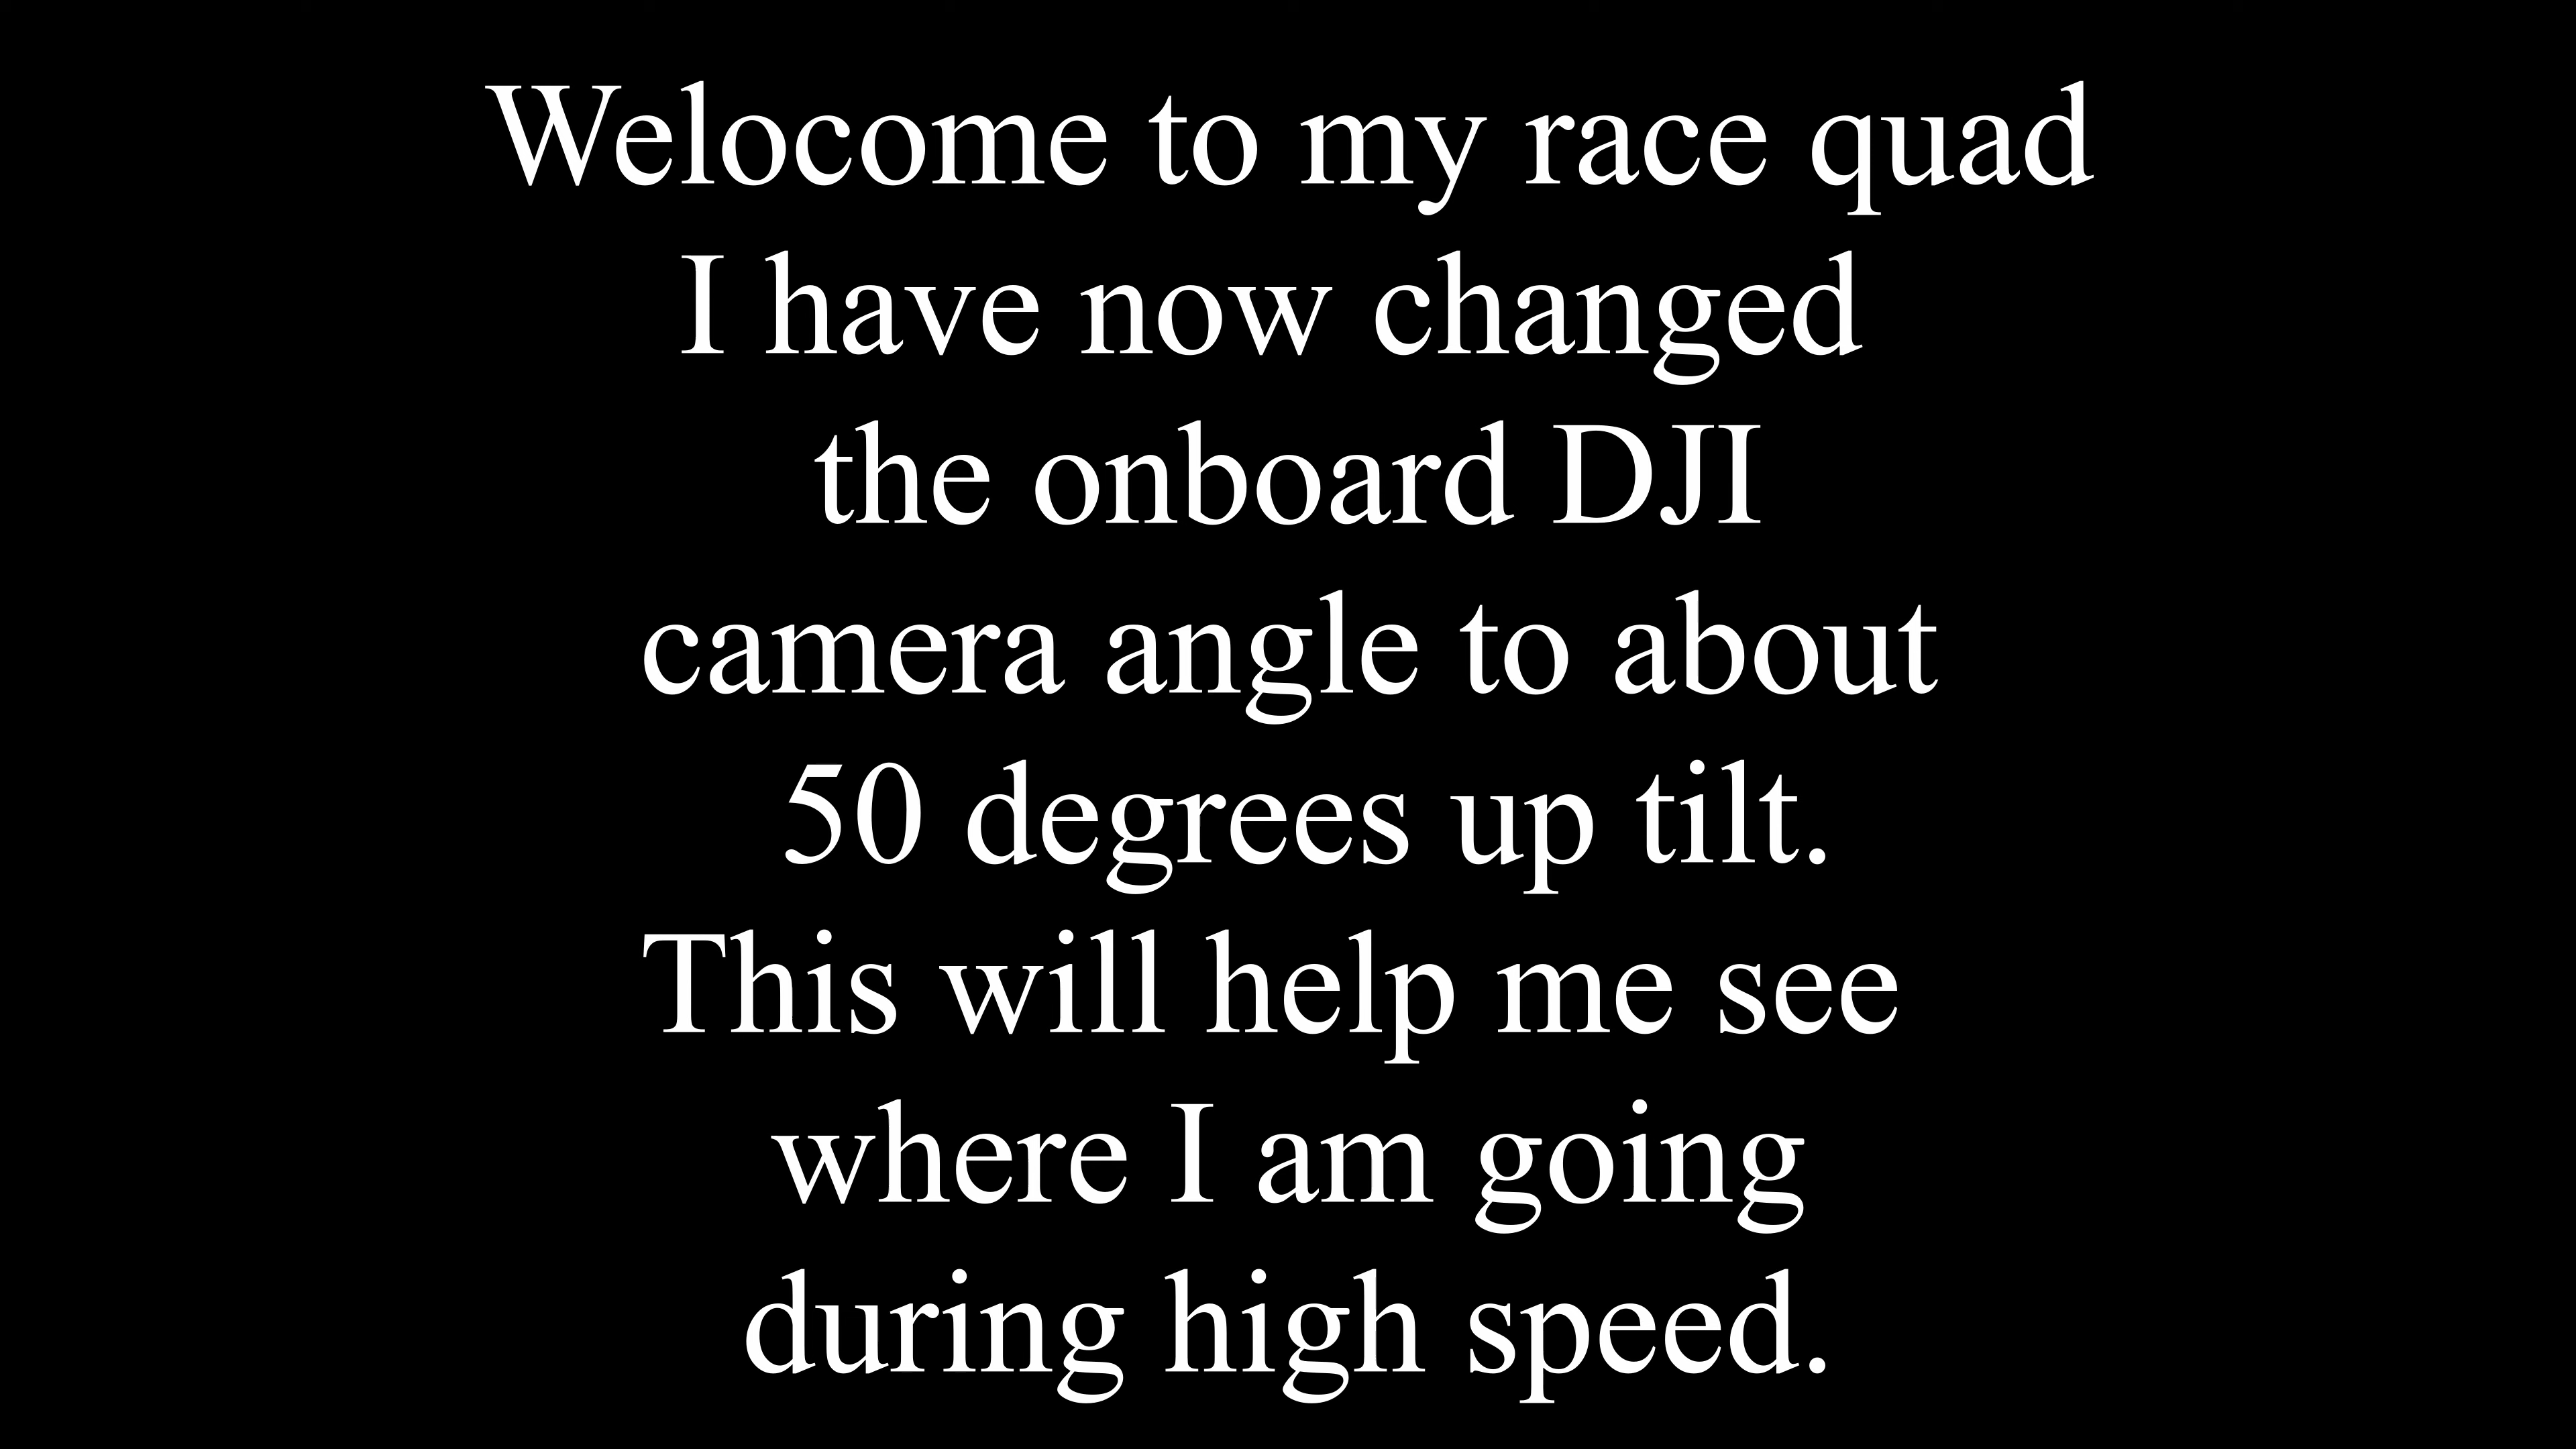 Welocome to my race quad
I have now changed
the onboard DJI
camera angle to about
50 degrees up tilt.
This will help me see
where I am going
during high speed.